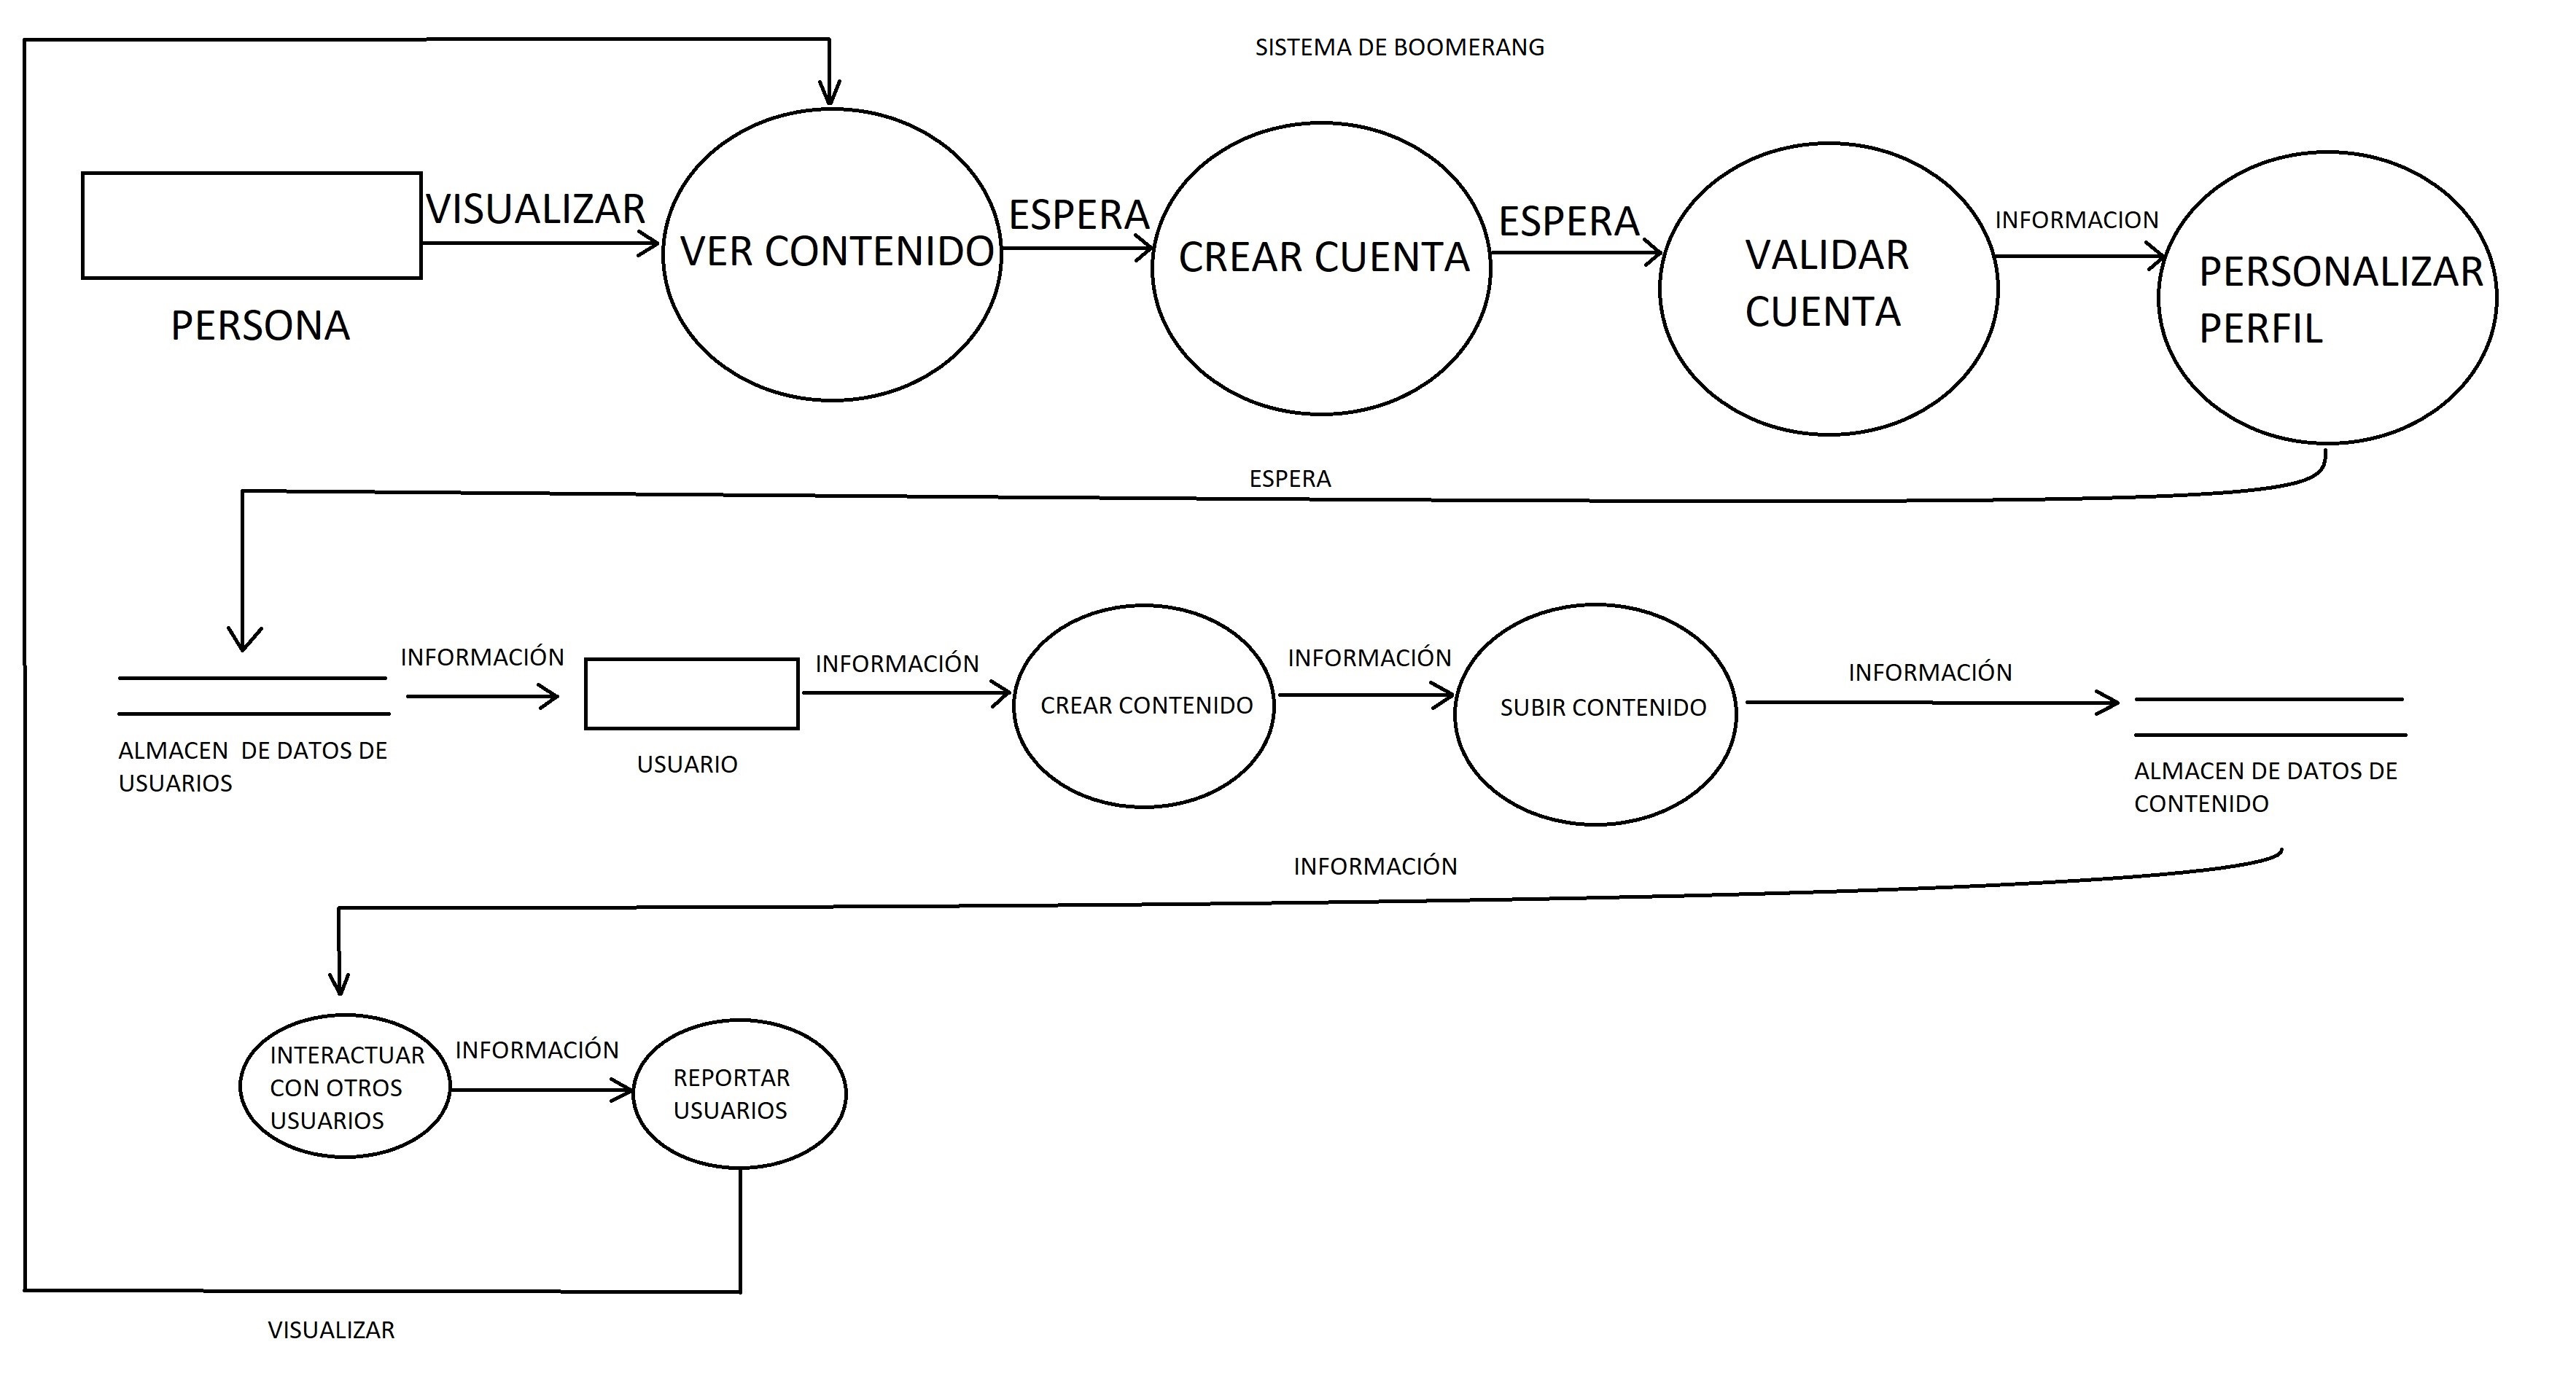 SISTEMA DE BOOMERANG
VISUALIZAR
ESPERA
ESPERA
INFORMACION
VER CONTENIDO
CREAR CUENTA
VALIDAR
CUENTA
PERSONALIZAR
PERFIL
PERSONA
ESPERA
INFORMACIÓN
INFORMACIÓN
INFORMACIÓN
INFORMACIÓN
CREAR CONTENIDO
SUBIR CONTENIDO
ALMACEN  DE DATOS DE
USUARIOS
USUARIO
ALMACEN DE DATOS DE
CONTENIDO
INFORMACIÓN
INTERACTUAR
CON OTROS
USUARIOS
INFORMACIÓN
REPORTAR
USUARIOS
VISUALIZAR